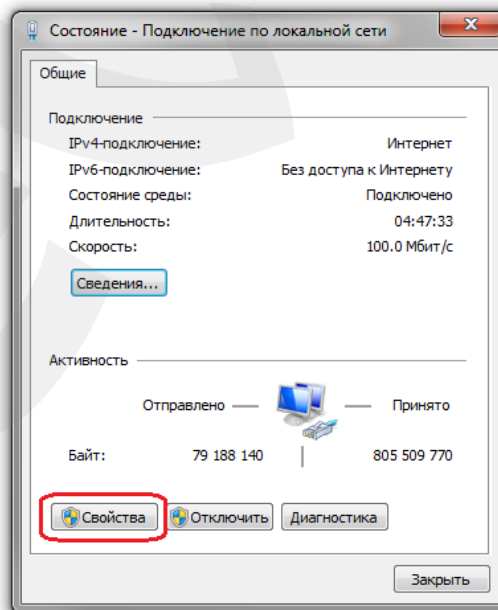 Состояние - Подключение по локальной сети
Общие
Подключение
IPv4-подключение: Интернет
IPv6-подключение: Без доступа к Интернету
Состояние среды: Подключено
Длительность: 04:47:33
Скорость: 100.0 Мбит/с
Сведения...
Активность
Отправлено Принято
Байт: 79 188 140 805 509 770
Свойства Отключить Диагностика
Закрыть